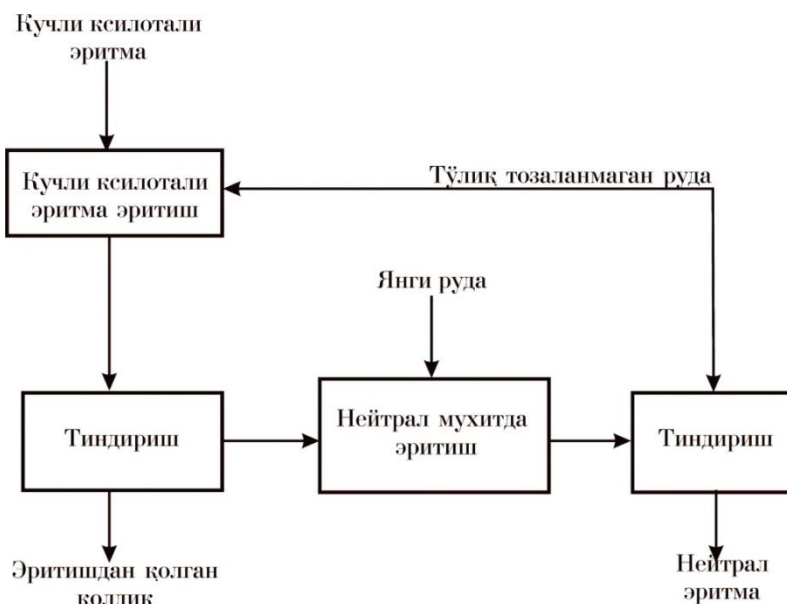 Кучли ксилотали
эритма
Кучли ксилотали
эритма эритиш
Тўлиқ тозаланмаган руда
Янги руда
Тиндириш
Нейтрал мухитда
эритиш
Тиндириш
Эритишдан қолган
қолдиқ
Нейтрал
эритма